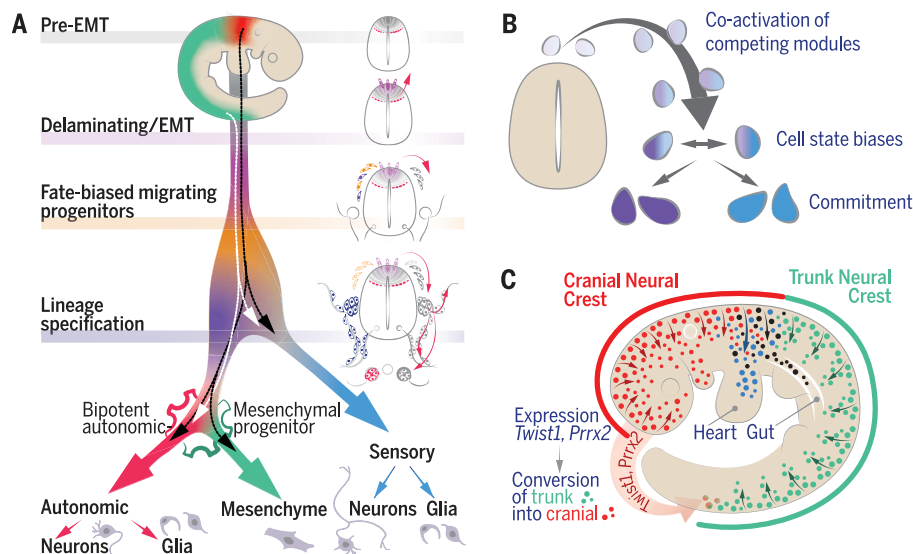 A
Pre-EMT
Delaminating/EMT
Fate-biased migrating
progenitors
Lineage
specification
Bipotent
autonomic
Mesenchymal
progenitor
Sensory
Neurons Glia
Autonomic
Neurons
Glia
Mesenchyme
B
Co-activation of
competing modules
Cell state biases
Commitment
C
Cranial Neural
Crest
Trunk Neural
Crest
Expression
Twist1, Prrx2
Conversion
of trunk
into cranial
Twist1, Prrx2
Heart Gut